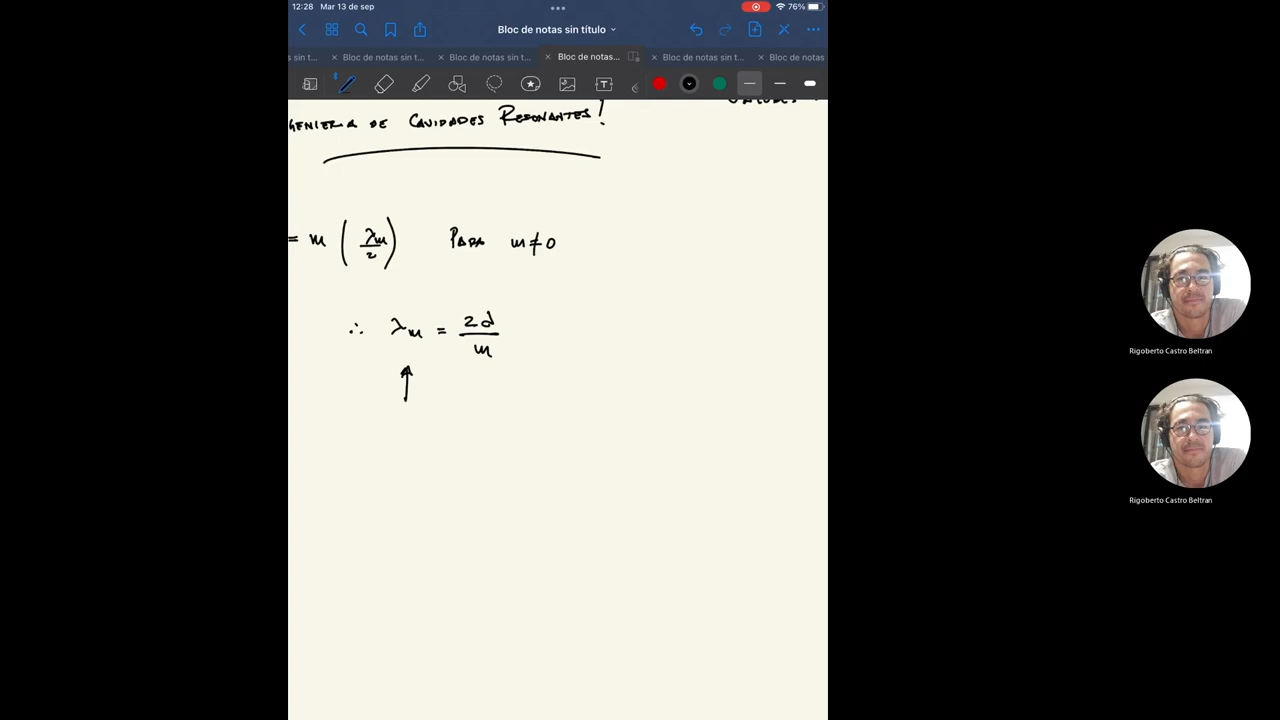 12:28 Mar 13 de sep 76%
Bloc de notas sin título
s sin t... Bloc de notas sin t... Bloc de notas sin t... Bloc de notas... Bloc de notas sin t... Bloc de notas
GENIERIA DE CAVIDADES RESONANTES!
= m (λm/2) PARA m≠0
∴ λm = 2d/m
Rigoberto Castro Beltran
Rigoberto Castro Beltran